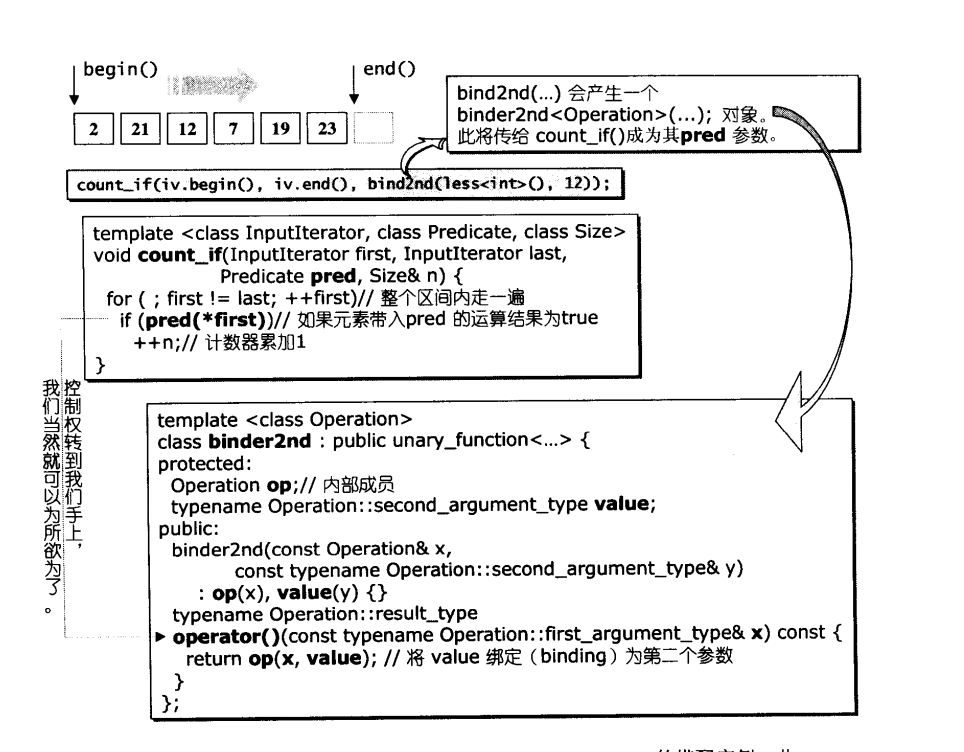 begin()
end()
2 21 12 7 19 23
bind2nd(...) 会产生一个
binder2nd<Operation>(...); 对象。
此将传给 count_if()成为其pred 参数。
count_if(iv.begin(), iv.end(), bind2nd(less<int>(), 12));
template <class InputIterator, class Predicate, class Size>
void count_if(InputIterator first, InputIterator last,
Predicate pred, Size& n) {
for ( ; first != last; ++first)// 整个区间内走一遍
if (pred(*first))// 如果元素带入pred 的运算结果为true
++n;// 计数器累加1
}
控制权转到我们手上，
我们当然就可以为所欲为了。
template <class Operation>
class binder2nd : public unary_function<...> {
protected:
Operation op;// 内部成员
typename Operation::second_argument_type value;
public:
binder2nd(const Operation& x,
const typename Operation::second_argument_type& y)
: op(x), value(y) {}
typename Operation::result_type
operator()(const typename Operation::first_argument_type& x) const {
return op(x, value); // 将 value 绑定（binding）为第二个参数
}
};